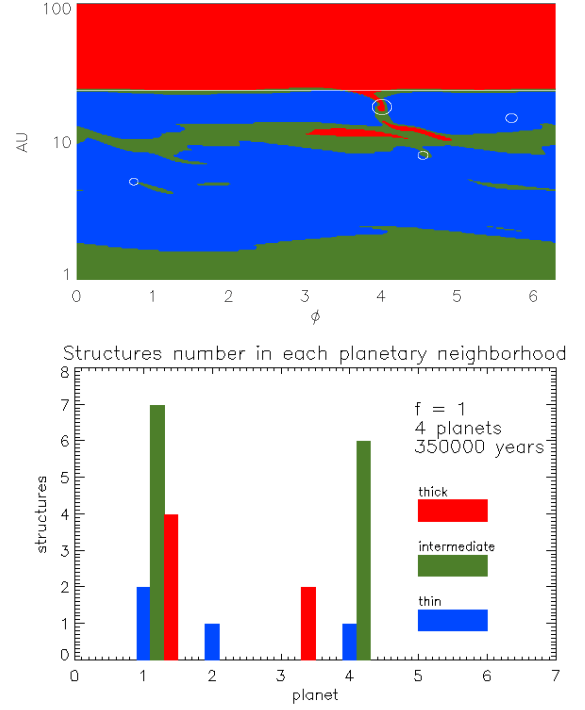 100
10
1
AU
0 1 2 3 4 5 6
ϕ
Structures number in each planetary neighborhood
8
7
6
5
4
3
2
1
0
structures
f = 1
4 planets
350000 years
thick
intermediate
thin
0 1 2 3 4 5 6 7
planet